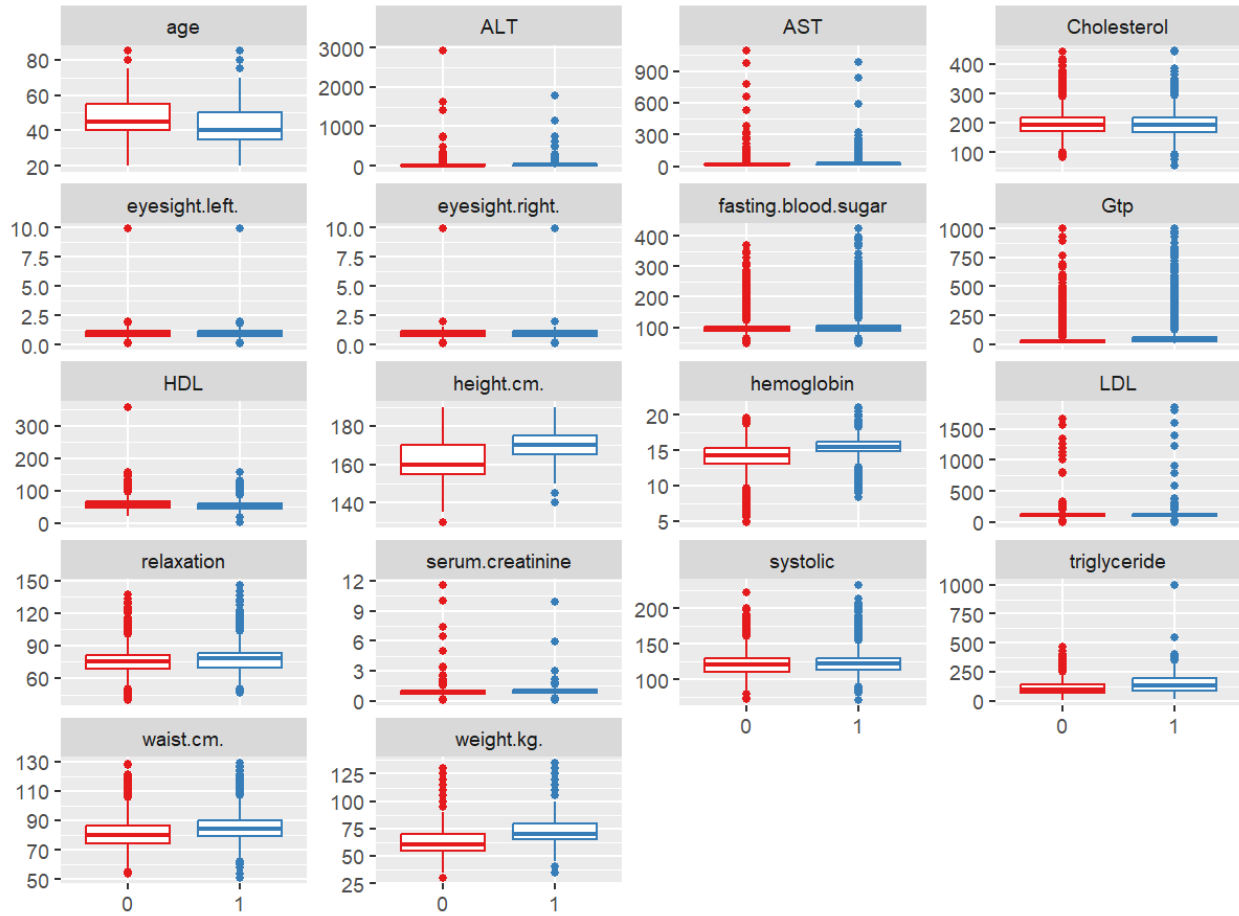 age ALT AST Cholesterol
80 3000 900 400
60 2000 600 300
40 1000 300 200
20 0 0 100
eyesight.left. eyesight.right. fasting.blood.sugar Gtp
10.0 10.0 400 1000
7.5 7.5 300 750
5.0 5.0 200 500
2.5 2.5 100 250
0.0 0.0 0
HDL height.cm. hemoglobin LDL
300 180 20 1500
200 160 15 1000
100 140 10 500
0 5 0
relaxation serum.creatinine systolic triglyceride
150 12 200 1000
120 9 150 750
90 6 100 500
60 3 250
0 0
0 1 0 1
waist.cm. weight.kg.
130 125
110 100
90 75
70 50
50 25
0 1 0 1